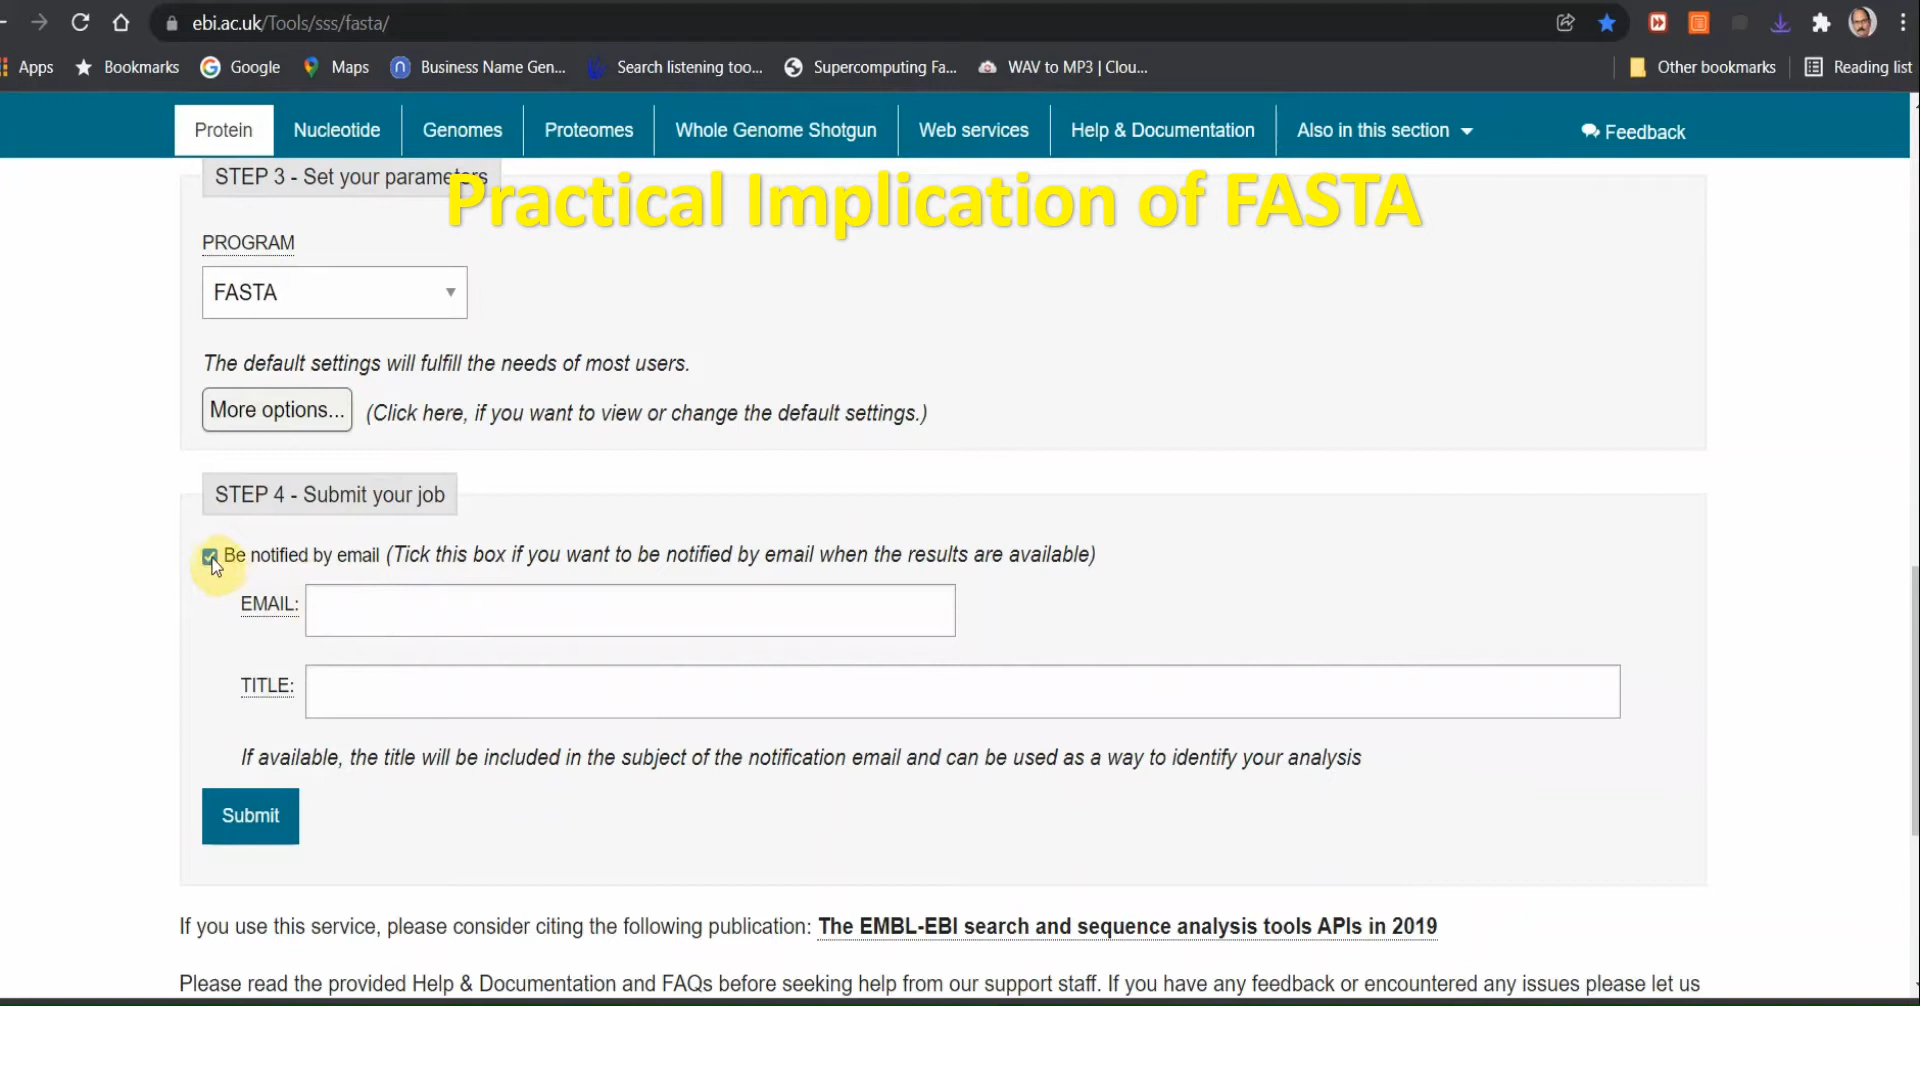 ebi.ac.uk/Tools/sss/fasta/
Apps Bookmarks Google Maps Business Name Gen... Search listening too... Supercomputing Fa... WAV to MP3 | Clou... Other bookmarks Reading list
Protein Nucleotide Genomes Proteomes Whole Genome Shotgun Web services Help & Documentation Also in this section Feedback
STEP 3 - Set your parameters
Practical Implication of FASTA
PROGRAM
FASTA
The default settings will fulfill the needs of most users.
More options... (Click here, if you want to view or change the default settings.)
STEP 4 - Submit your job
Be notified by email (Tick this box if you want to be notified by email when the results are available)
EMAIL:
TITLE:
If available, the title will be included in the subject of the notification email and can be used as a way to identify your analysis
Submit
If you use this service, please consider citing the following publication: The EMBL-EBI search and sequence analysis tools APIs in 2019
Please read the provided Help & Documentation and FAQs before seeking help from our support staff. If you have any feedback or encountered any issues please let us